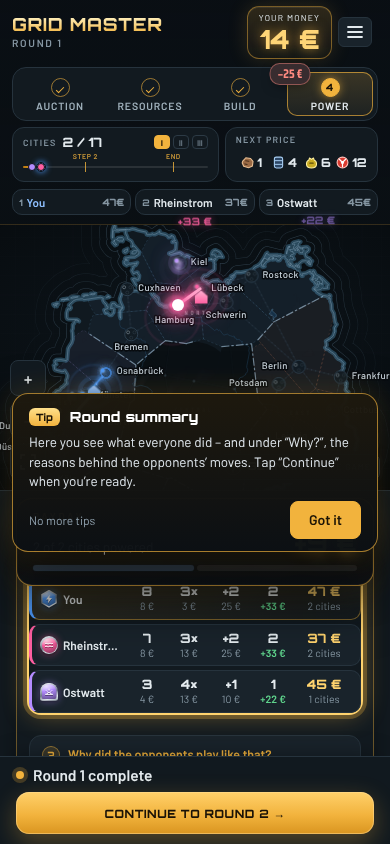 GRID MASTER
ROUND 1
YOUR MONEY
14 €
-25 €
AUCTION
RESOURCES
BUILD
4
POWER
CITIES 2 / 17
I II III
STEP 2
END
NEXT PRICE
1 4 6 12
1 You 47€
2 Rheinstrom 37€
3 Ostwatt 45€
+33 €
+22 €
Kiel
Rostock
Cuxhaven
Lübeck
Hamburg
Schwerin
Bremen
Osnabrück
Berlin
Frankfur
Potsdam
+
Du
Düs
Tip Round summary
Here you see what everyone did – and under “Why?”, the
reasons behind the opponents’ moves. Tap “Continue”
when you’re ready.
No more tips
Got it
You 8 3x +2 2 47 €
8 € 13 € 25 € +33 € 2 cities
Rheinstr... 7 3x +2 2 37 €
8 € 13 € 25 € +33 € 2 cities
Ostwatt 3 4x +1 1 45 €
4 € 13 € 10 € +22 € 1 cities
Why did the opponents play like that?
Round 1 complete
CONTINUE TO ROUND 2 →